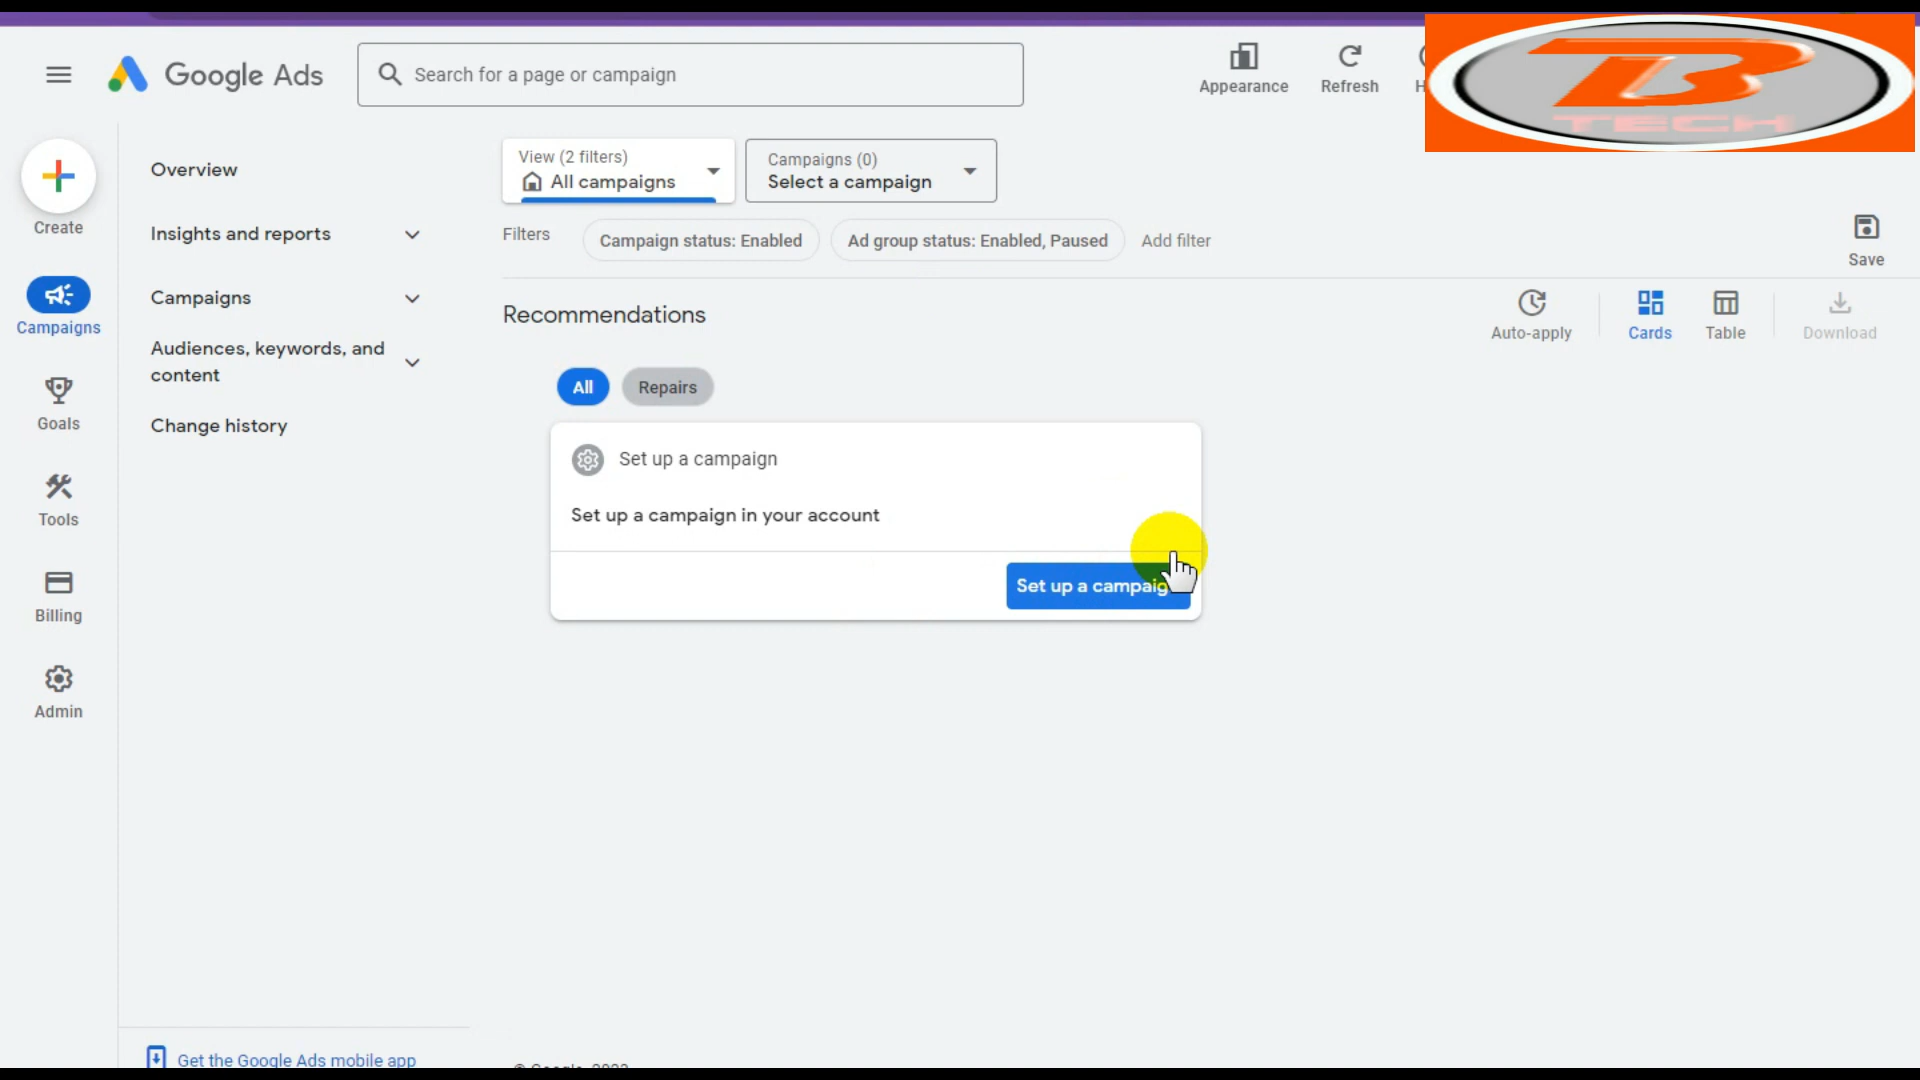 Google Ads
Search for a page or campaign
Appearance
Refresh
B
TECH
Create
Campaigns
Goals
Tools
Billing
Admin
Overview
Insights and reports
Campaigns
Audiences, keywords, and
content
Change history
Get the Google Ads mobile app
View (2 filters)
All campaigns
Campaigns (0)
Select a campaign
Filters
Campaign status: Enabled
Ad group status: Enabled, Paused
Add filter
Save
Recommendations
Auto-apply
Cards
Table
Download
All
Repairs
Set up a campaign
Set up a campaign in your account
Set up a campaig